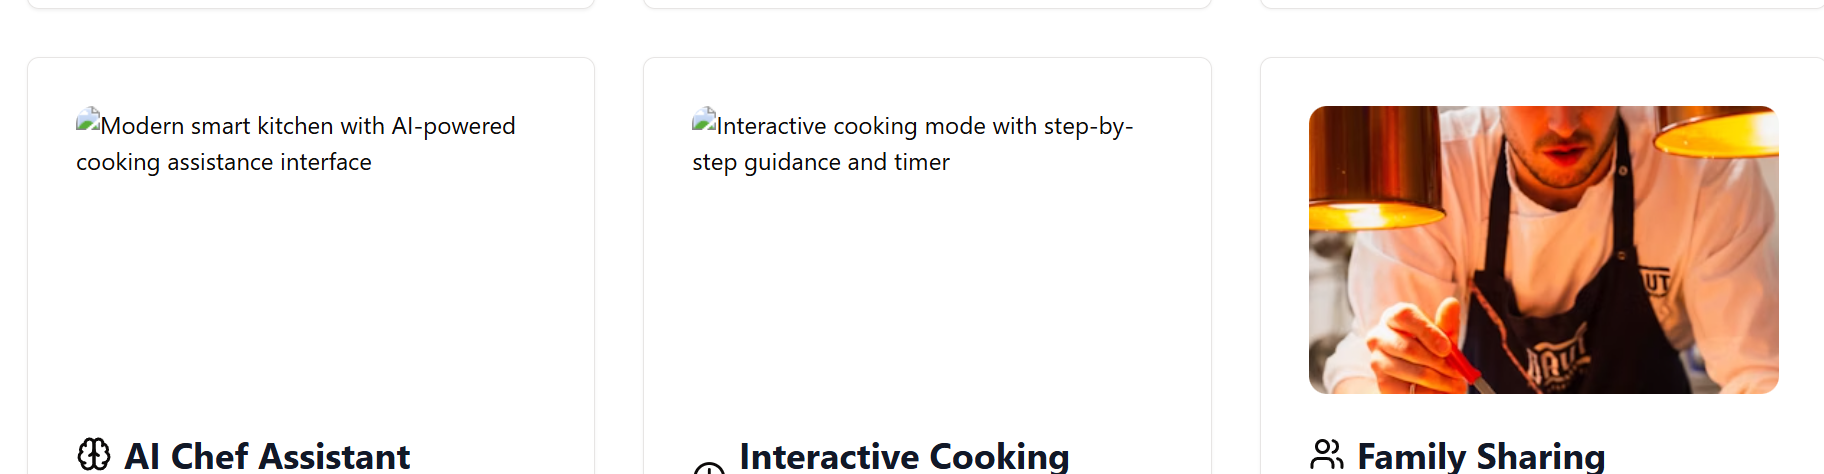 Modern smart kitchen with AI-powered
cooking assistance interface
Interactive cooking mode with step-by-
step guidance and timer
AI Chef Assistant
Interactive Cooking
Family Sharing